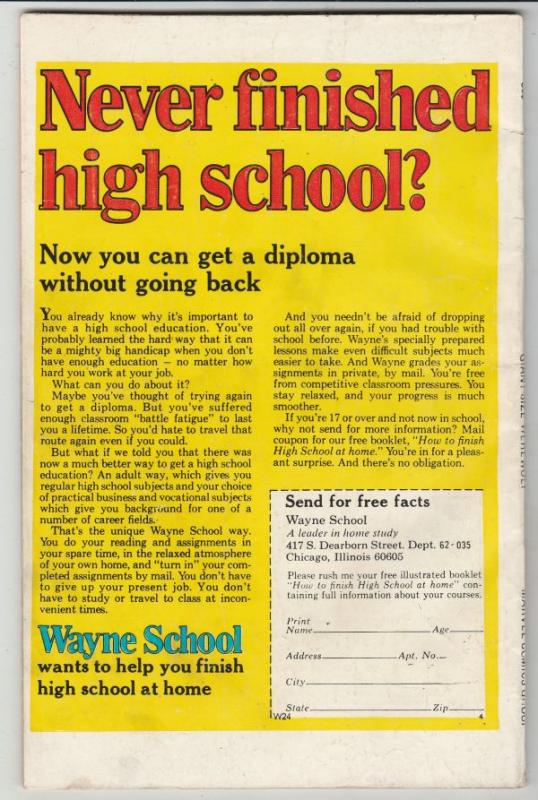 Never finished
high school?
Now you can get a diploma
without going back
You already know why it's important to
have a high school education. You've
probably learned the hard way that it can
be a mighty big handicap when you don't
have enough education — no matter how
hard you work at your job.
What can you do about it?
Maybe you've thought of trying again
to get a diploma. But you've suffered
enough classroom "battle fatigue" to last
you a lifetime. So you'd hate to travel that
route again even if you could.
But what if we told you that there was
now a much better way to get a high school
education? An adult way, which gives you
regular high school subjects and your choice
of practical business and vocational subjects
which give you background for one of a
number of career fields.
That's the unique Wayne School way.
You do your reading and assignments in
your spare time, in the relaxed atmosphere
of your own home, and "turn in" your com-
pleted assignments by mail. You don't have
to give up your present job. You don't
have to study or travel to class at incon-
venient times.
Wayne School
wants to help you finish
high school at home
And you needn't be afraid of dropping
out all over again, if you had trouble with
school before. Wayne's specially prepared
lessons make even difficult subjects much
easier to take. And Wayne grades your as-
signments in private, by mail. You're free
from competitive classroom pressures. You
stay relaxed, and your progress is much
smoother.
If you're 17 or over and not now in school,
why not send for more information? Mail
coupon for our free booklet, "How to finish
High School at home." You're in for a pleas-
ant surprise. And there's no obligation.
Send for free facts
Wayne School
A leader in home study
417 S. Dearborn Street. Dept. 62-035
Chicago, Illinois 60605
Please rush me your free illustrated booklet
"How to finish High School at home" con-
taining full information about your courses.
Print
Name Age
Address Apt. No.
City
State Zip
W24 4